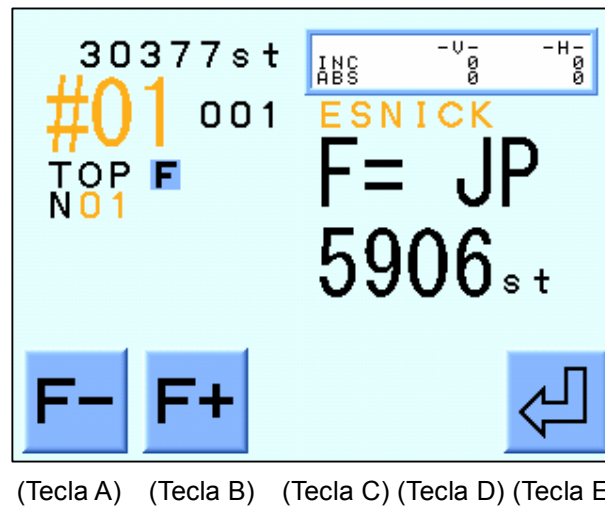 30377st
-V- -H-
INC 0 0
ABS 0 0
#01 001
ESNICK
TOP F
F= JP
N01
5906st
F- F+
(Tecla A) (Tecla B) (Tecla C) (Tecla D) (Tecla E